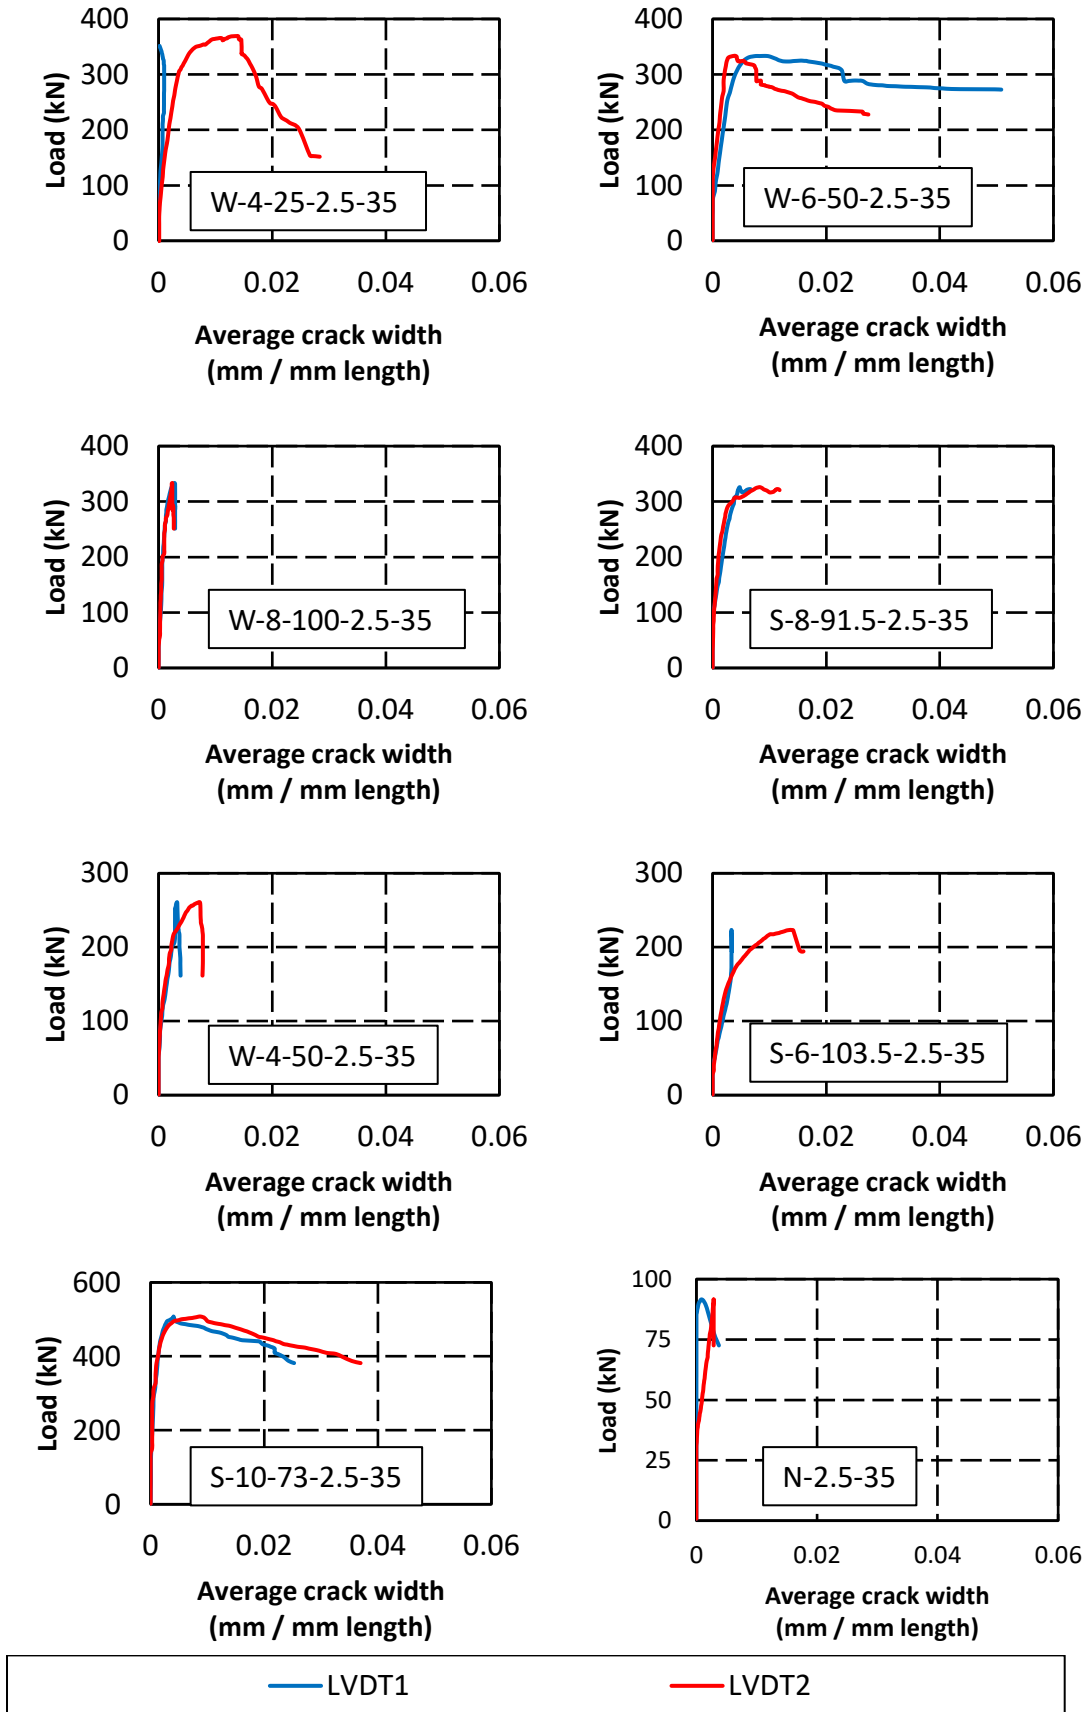 400
300
200
100
0
Load (kN)
W-4-25-2.5-35
0 0.02 0.04 0.06
Average crack width
(mm / mm length)
400
300
200
100
0
Load (kN)
W-6-50-2.5-35
0 0.02 0.04 0.06
Average crack width
(mm / mm length)
400
300
200
100
0
Load (kN)
W-8-100-2.5-35
0 0.02 0.04 0.06
Average crack width
(mm / mm length)
400
300
200
100
0
Load (kN)
S-8-91.5-2.5-35
0 0.02 0.04 0.06
Average crack width
(mm / mm length)
300
200
100
0
Load (kN)
W-4-50-2.5-35
0 0.02 0.04 0.06
Average crack width
(mm / mm length)
300
200
100
0
Load (kN)
S-6-103.5-2.5-35
0 0.02 0.04 0.06
Average crack width
(mm / mm length)
600
400
200
0
Load (kN)
S-10-73-2.5-35
0 0.02 0.04 0.06
Average crack width
(mm / mm length)
100
75
50
25
0
Load (kN)
N-2.5-35
0 0.02 0.04 0.06
Average crack width
(mm / mm length)
LVDT1 LVDT2